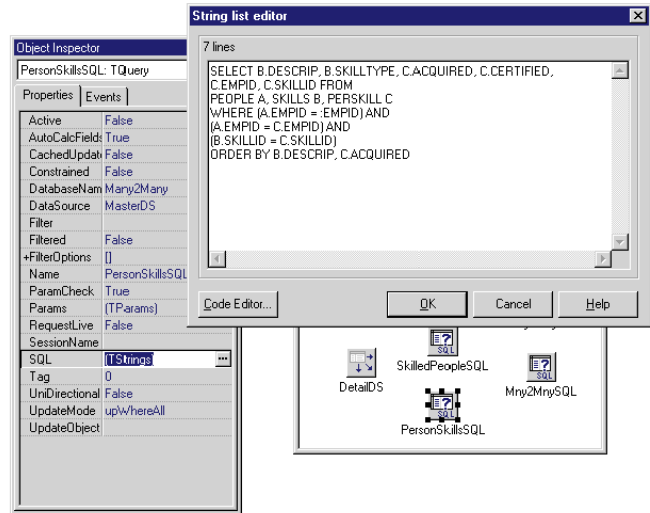 String list editor
7 lines
SELECT B.DESCRIP, B.SKILLTYPE, C.ACQUIRED, C.CERTIFIED,
C.EMPID, C.SKILLID FROM
PEOPLE A, SKILLS B, PERSKILL C
WHERE (A.EMPID = :EMPID) AND
(A.EMPID = C.EMPID) AND
(B.SKILLID = C.SKILLID)
ORDER BY B.DESCRIP, C.ACQUIRED
Code Editor...
OK
Cancel
Help
Object Inspector
PersonSkillsSQL: TQuery
Properties
Events
Active False
AutoCalcFields True
CachedUpdat False
Constrained False
DatabaseNam Many2Many
DataSource MasterDS
Filter
Filtered False
+FilterOptions []
Name PersonSkillsSQL
ParamCheck True
Params (TParams)
RequestLive False
SessionName
SQL (TStrings)
Tag 0
UniDirectional False
UpdateMode upWhereAll
UpdateObject
SQL
SkilledPeopleSQL
DetailDS
SQL
Mny2MnySQL
SQL
PersonSkillsSQL